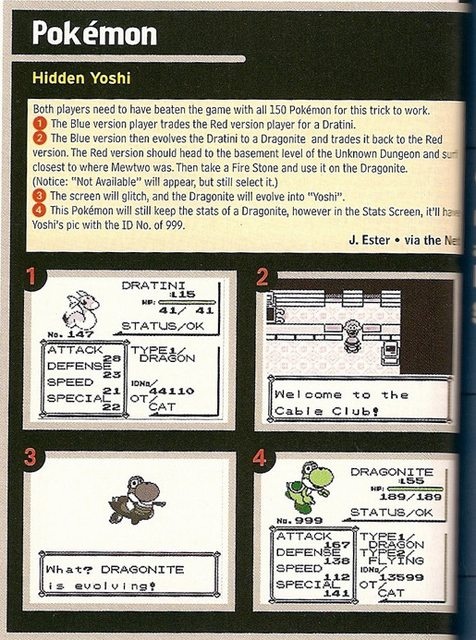 Pokémon
Hidden Yoshi
Both players need to have beaten the game with all 150 Pokémon for this trick to work.
1 The Blue version player trades the Red version player for a Dratini.
2 The Blue version then evolves the Dratini to a Dragonite and trades it back to the Red
version. The Red version should head to the basement level of the Unknown Dungeon and
closest to where Mewtwo was. Then take a Fire Stone and use it on the Dragonite.
(Notice: "Not Available" will appear, but still select it.)
3 The screen will glitch, and the Dragonite will evolve into "Yoshi".
4 This Pokémon will still keep the stats of a Dragonite, however in the Stats Screen, it'll have
Yoshi's pic with the ID No. of 999.
J. Ester • via the
1
DRATINI
:L15
HP:
41/ 41
STATUS/OK
No.147
ATTACK
28
DEFENSE
23
SPEED
21
SPECIAL
22
TYPE1/
DRAGON
IDNo/
44110
OT/
CAT
2
Welcome to the
Cable Club!
3
What? DRAGONITE
is evolving!
4
DRAGONITE
:L55
HP:
189/189
STATUS/OK
No.999
ATTACK
167
DEFENSE
138
SPEED
112
SPECIAL
141
TYPE1/
DRAGON
TYPE2/
FLYING
IDNo/
13599
OT/
CAT